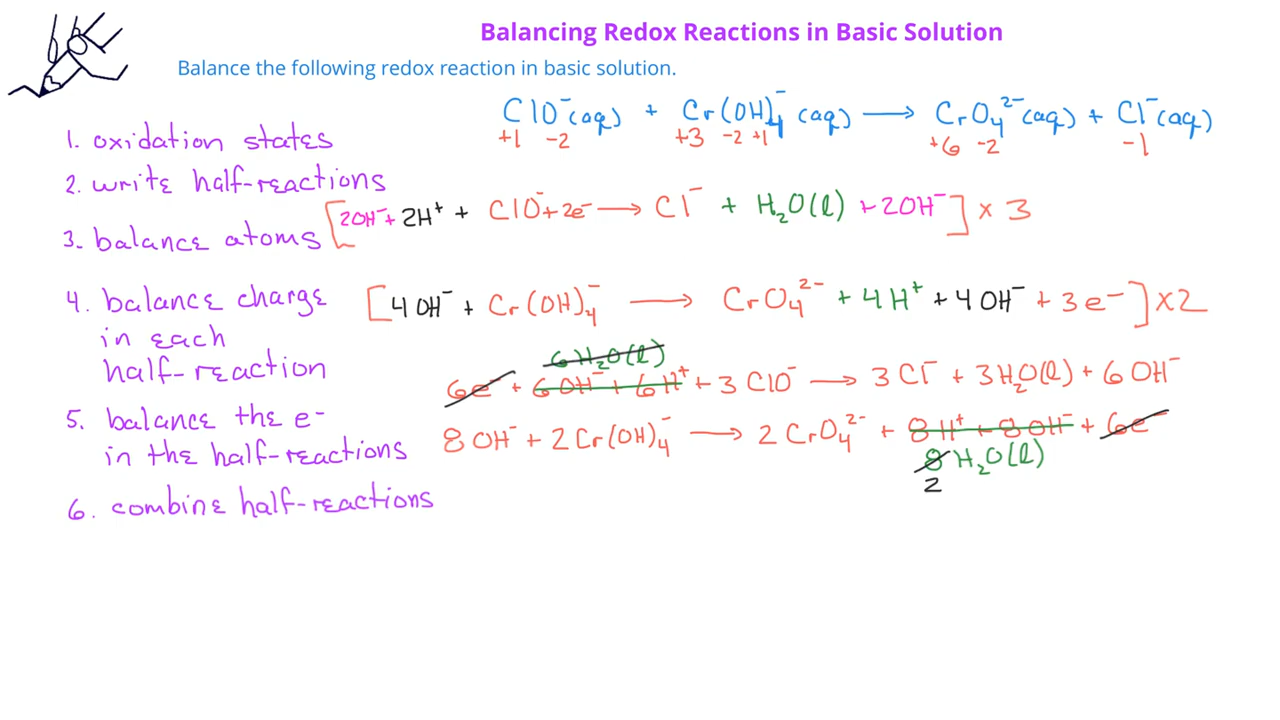 Balancing Redox Reactions in Basic Solution
Balance the following redox reaction in basic solution.
ClO⁻(aq) + Cr(OH)₄⁻(aq) → CrO₄²⁻(aq) + Cl⁻(aq)
+1 -2 +3 -2 +1 +6 -2 -1
1. oxidation states
2. write half-reactions
[2OH⁻ + 2H⁺ + ClO⁻ + 2e⁻ → Cl⁻ + H₂O(l) + 2OH⁻] x 3
3. balance atoms
4. balance charge
in each
half-reaction
[4OH⁻ + Cr(OH)₄⁻ → CrO₄²⁻ + 4H⁺ + 4OH⁻ + 3e⁻] x2
6H₂O(l)
6e⁻ + 6OH⁻ + 6H⁺ + 3ClO⁻ → 3Cl⁻ + 3H₂O(l) + 6OH⁻
5. balance the e-
in the half-reactions
8OH⁻ + 2Cr(OH)₄⁻ → 2CrO₄²⁻ + 8H⁺ + 8OH⁻ + 6e⁻
8H₂O(l)
2
6. combine half-reactions